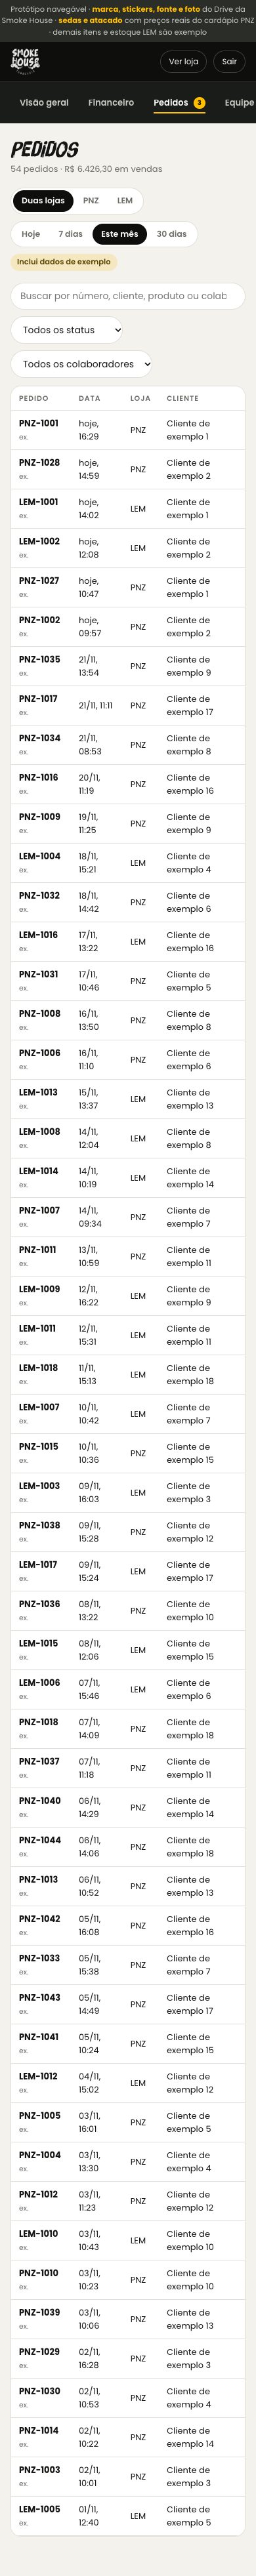 Protótipo navegável · marca, stickers, fonte e foto do Drive da
Smoke House · sedas e atacado com preços reais do cardápio PNZ
· demais itens e estoque LEM são exemplo
SMOKE HOUSE
Ver loja
Sair
Visão geral
Financeiro
Pedidos 3
Equipe
PEDIDOS
54 pedidos · R$ 6.426,30 em vendas
Duas lojas PNZ LEM
Hoje 7 dias Este mês 30 dias
Inclui dados de exemplo
Buscar por número, cliente, produto ou colab
Todos os status
Todos os colaboradores
PEDIDO DATA LOJA CLIENTE
PNZ-1001 ex. hoje, 16:29 PNZ Cliente de exemplo 1
PNZ-1028 ex. hoje, 14:59 PNZ Cliente de exemplo 2
LEM-1001 ex. hoje, 14:02 LEM Cliente de exemplo 1
LEM-1002 ex. hoje, 12:08 LEM Cliente de exemplo 2
PNZ-1027 ex. hoje, 10:47 PNZ Cliente de exemplo 1
PNZ-1002 ex. hoje, 09:57 PNZ Cliente de exemplo 2
PNZ-1035 ex. 21/11, 13:54 PNZ Cliente de exemplo 9
PNZ-1017 ex. 21/11, 11:11 PNZ Cliente de exemplo 17
PNZ-1034 ex. 21/11, 08:53 PNZ Cliente de exemplo 8
PNZ-1016 ex. 20/11, 11:19 PNZ Cliente de exemplo 16
PNZ-1009 ex. 19/11, 11:25 PNZ Cliente de exemplo 9
LEM-1004 ex. 18/11, 15:21 LEM Cliente de exemplo 4
PNZ-1032 ex. 18/11, 14:42 PNZ Cliente de exemplo 6
LEM-1016 ex. 17/11, 13:22 LEM Cliente de exemplo 16
PNZ-1031 ex. 17/11, 10:46 PNZ Cliente de exemplo 5
PNZ-1008 ex. 16/11, 13:50 PNZ Cliente de exemplo 8
PNZ-1006 ex. 16/11, 11:10 PNZ Cliente de exemplo 6
LEM-1013 ex. 15/11, 13:37 LEM Cliente de exemplo 13
LEM-1008 ex. 14/11, 12:04 LEM Cliente de exemplo 8
LEM-1014 ex. 14/11, 10:19 LEM Cliente de exemplo 14
PNZ-1007 ex. 14/11, 09:34 PNZ Cliente de exemplo 7
PNZ-1011 ex. 13/11, 10:59 PNZ Cliente de exemplo 11
LEM-1009 ex. 12/11, 16:22 LEM Cliente de exemplo 9
LEM-1011 ex. 12/11, 15:31 LEM Cliente de exemplo 11
LEM-1018 ex. 11/11, 15:13 LEM Cliente de exemplo 18
LEM-1007 ex. 10/11, 10:42 LEM Cliente de exemplo 7
PNZ-1015 ex. 10/11, 10:36 PNZ Cliente de exemplo 15
LEM-1003 ex. 09/11, 16:03 LEM Cliente de exemplo 3
PNZ-1038 ex. 09/11, 15:28 PNZ Cliente de exemplo 12
LEM-1017 ex. 09/11, 15:24 LEM Cliente de exemplo 17
PNZ-1036 ex. 08/11, 13:22 PNZ Cliente de exemplo 10
LEM-1015 ex. 08/11, 12:06 LEM Cliente de exemplo 15
LEM-1006 ex. 07/11, 15:46 LEM Cliente de exemplo 6
PNZ-1018 ex. 07/11, 14:09 PNZ Cliente de exemplo 18
PNZ-1037 ex. 07/11, 11:18 PNZ Cliente de exemplo 11
PNZ-1040 ex. 06/11, 14:29 PNZ Cliente de exemplo 14
PNZ-1044 ex. 06/11, 14:06 PNZ Cliente de exemplo 18
PNZ-1013 ex. 06/11, 10:52 PNZ Cliente de exemplo 13
PNZ-1042 ex. 05/11, 16:08 PNZ Cliente de exemplo 16
PNZ-1033 ex. 05/11, 15:38 PNZ Cliente de exemplo 7
PNZ-1043 ex. 05/11, 14:49 PNZ Cliente de exemplo 17
PNZ-1041 ex. 05/11, 10:24 PNZ Cliente de exemplo 15
LEM-1012 ex. 04/11, 15:02 LEM Cliente de exemplo 12
PNZ-1005 ex. 03/11, 16:01 PNZ Cliente de exemplo 5
PNZ-1004 ex. 03/11, 13:30 PNZ Cliente de exemplo 4
PNZ-1012 ex. 03/11, 11:23 PNZ Cliente de exemplo 12
LEM-1010 ex. 03/11, 10:43 LEM Cliente de exemplo 10
PNZ-1010 ex. 03/11, 10:23 PNZ Cliente de exemplo 10
PNZ-1039 ex. 03/11, 10:06 PNZ Cliente de exemplo 13
PNZ-1029 ex. 02/11, 16:28 PNZ Cliente de exemplo 3
PNZ-1030 ex. 02/11, 10:53 PNZ Cliente de exemplo 4
PNZ-1014 ex. 02/11, 10:22 PNZ Cliente de exemplo 14
PNZ-1003 ex. 02/11, 10:01 PNZ Cliente de exemplo 3
LEM-1005 ex. 01/11, 12:40 LEM Cliente de exemplo 5